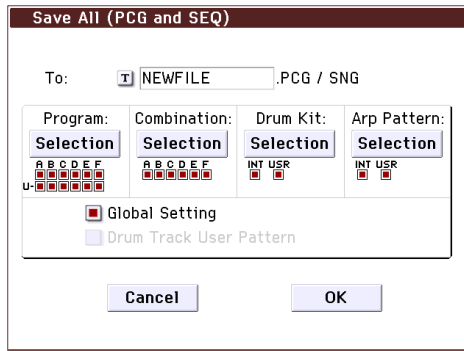 Save All (PCG and SEQ)
To: T NEWFILE .PCG / SNG
Program: Combination: Drum Kit: Arp Pattern:
Selection Selection Selection Selection
A B C D E F A B C D E F INT USR INT USR
U-
Global Setting
Drum Track User Pattern
Cancel OK